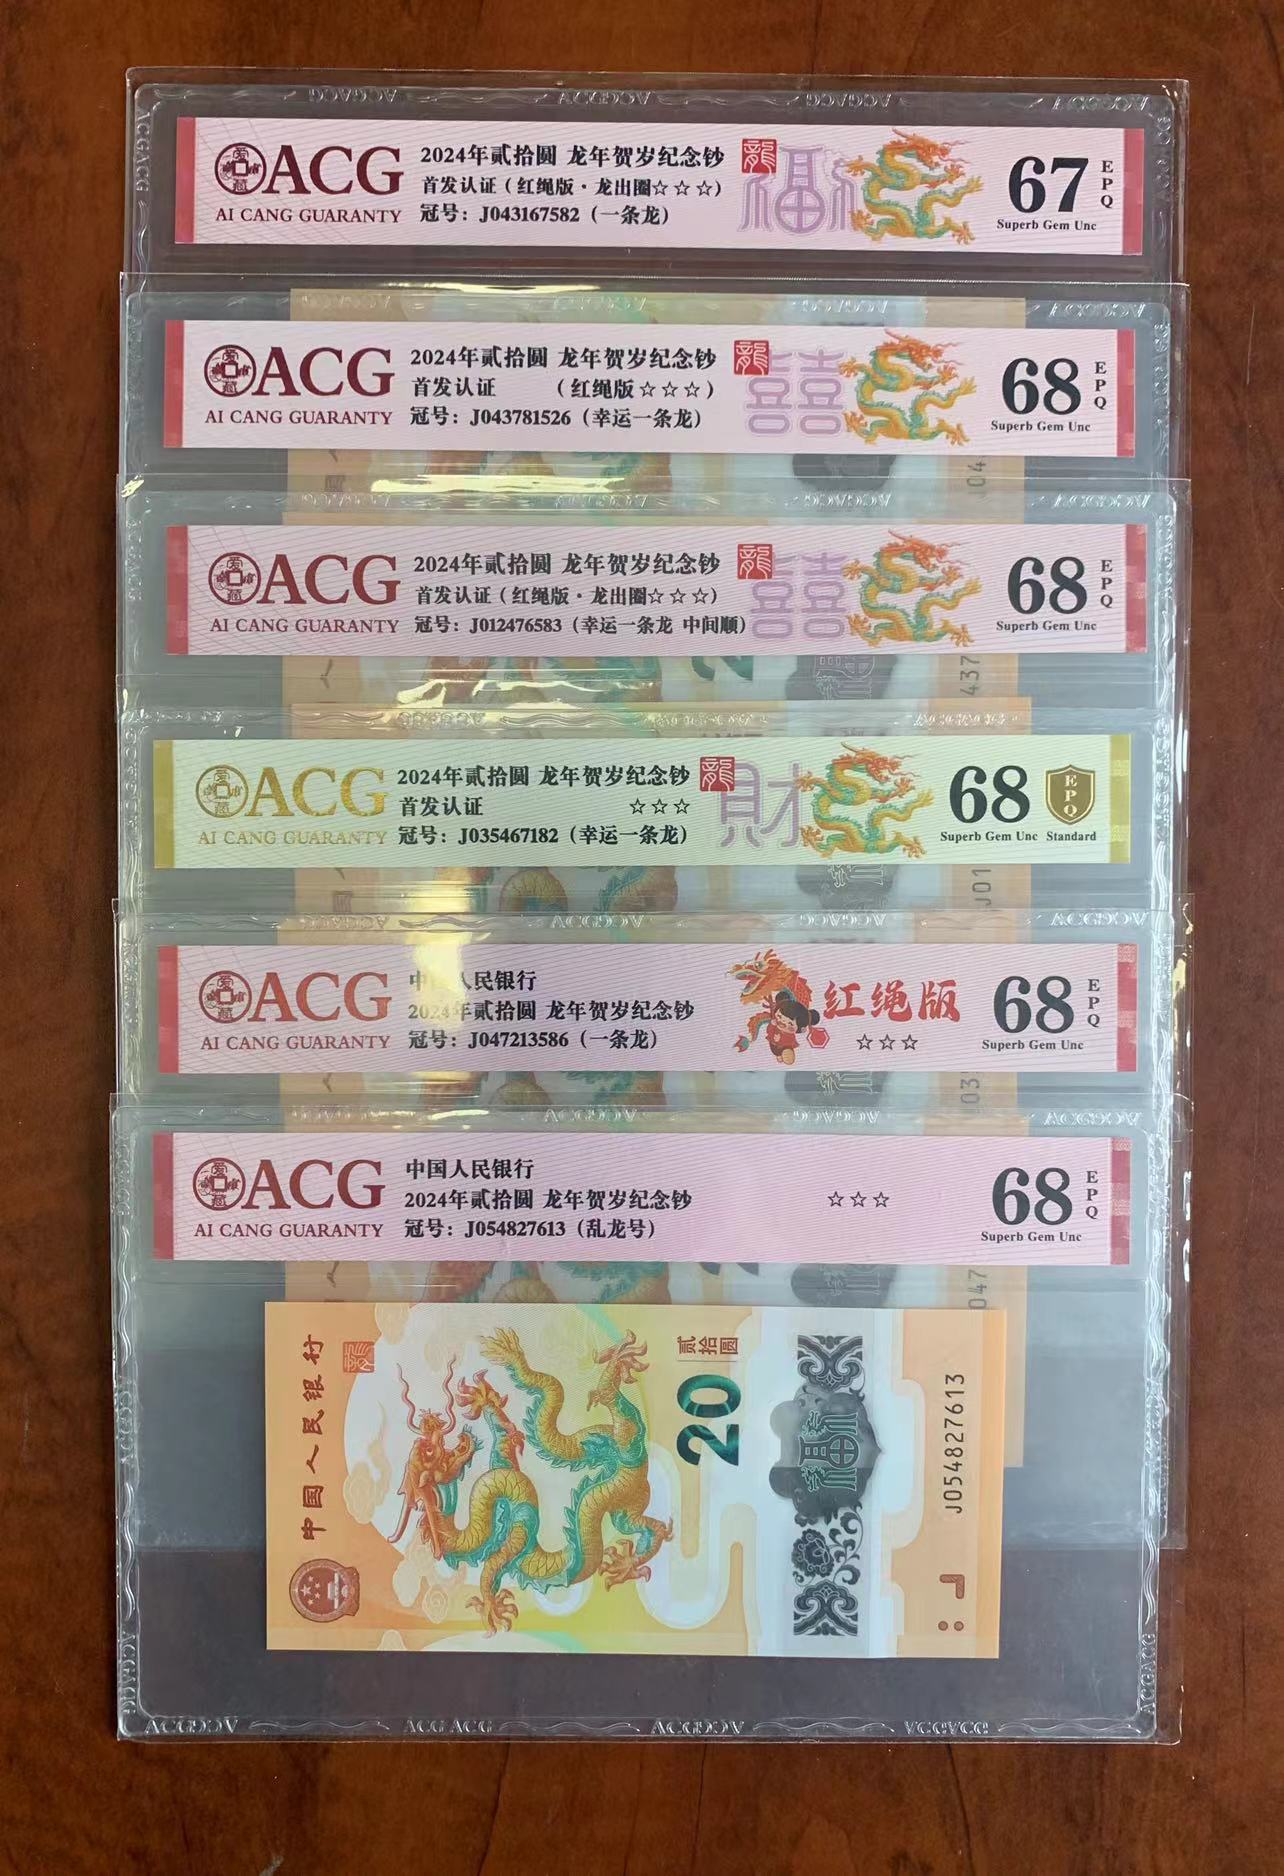 ACG
AI CANG GUARANTY
2024年贰拾圆 龙年贺岁纪念钞
首发认证(红绳版·龙出圈☆☆☆)
冠号: J043167582 (一条龙)
龍
福
67
EPQ
Superb Gem Unc
ACG
AI CANG GUARANTY
2024年贰拾圆 龙年贺岁纪念钞
首发认证 (红绳版☆☆☆)
冠号: J043781526 (幸运一条龙)
龍
囍
68
EPQ
Superb Gem Unc
ACG
AI CANG GUARANTY
2024年贰拾圆 龙年贺岁纪念钞
首发认证(红绳版·龙出圈☆☆☆)
冠号: J012476583 (幸运一条龙 中间顺)
龍
囍
68
EPQ
Superb Gem Unc
ACG
AI CANG GUARANTY
2024年贰拾圆 龙年贺岁纪念钞
首发认证 ☆☆☆
冠号: J035467182 (幸运一条龙)
龍
財
68
EPQ
Superb Gem Unc Standard
ACG
AI CANG GUARANTY
中国人民银行
2024年贰拾圆 龙年贺岁纪念钞
冠号: J047213586 (一条龙)
红绳版
☆☆☆
68
EPQ
Superb Gem Unc
ACG
AI CANG GUARANTY
中国人民银行
2024年贰拾圆 龙年贺岁纪念钞
冠号: J054827613 (乱龙号)
☆☆☆
68
EPQ
Superb Gem Unc
中国人民银行
龍
贰拾圆
20
福
J054827613